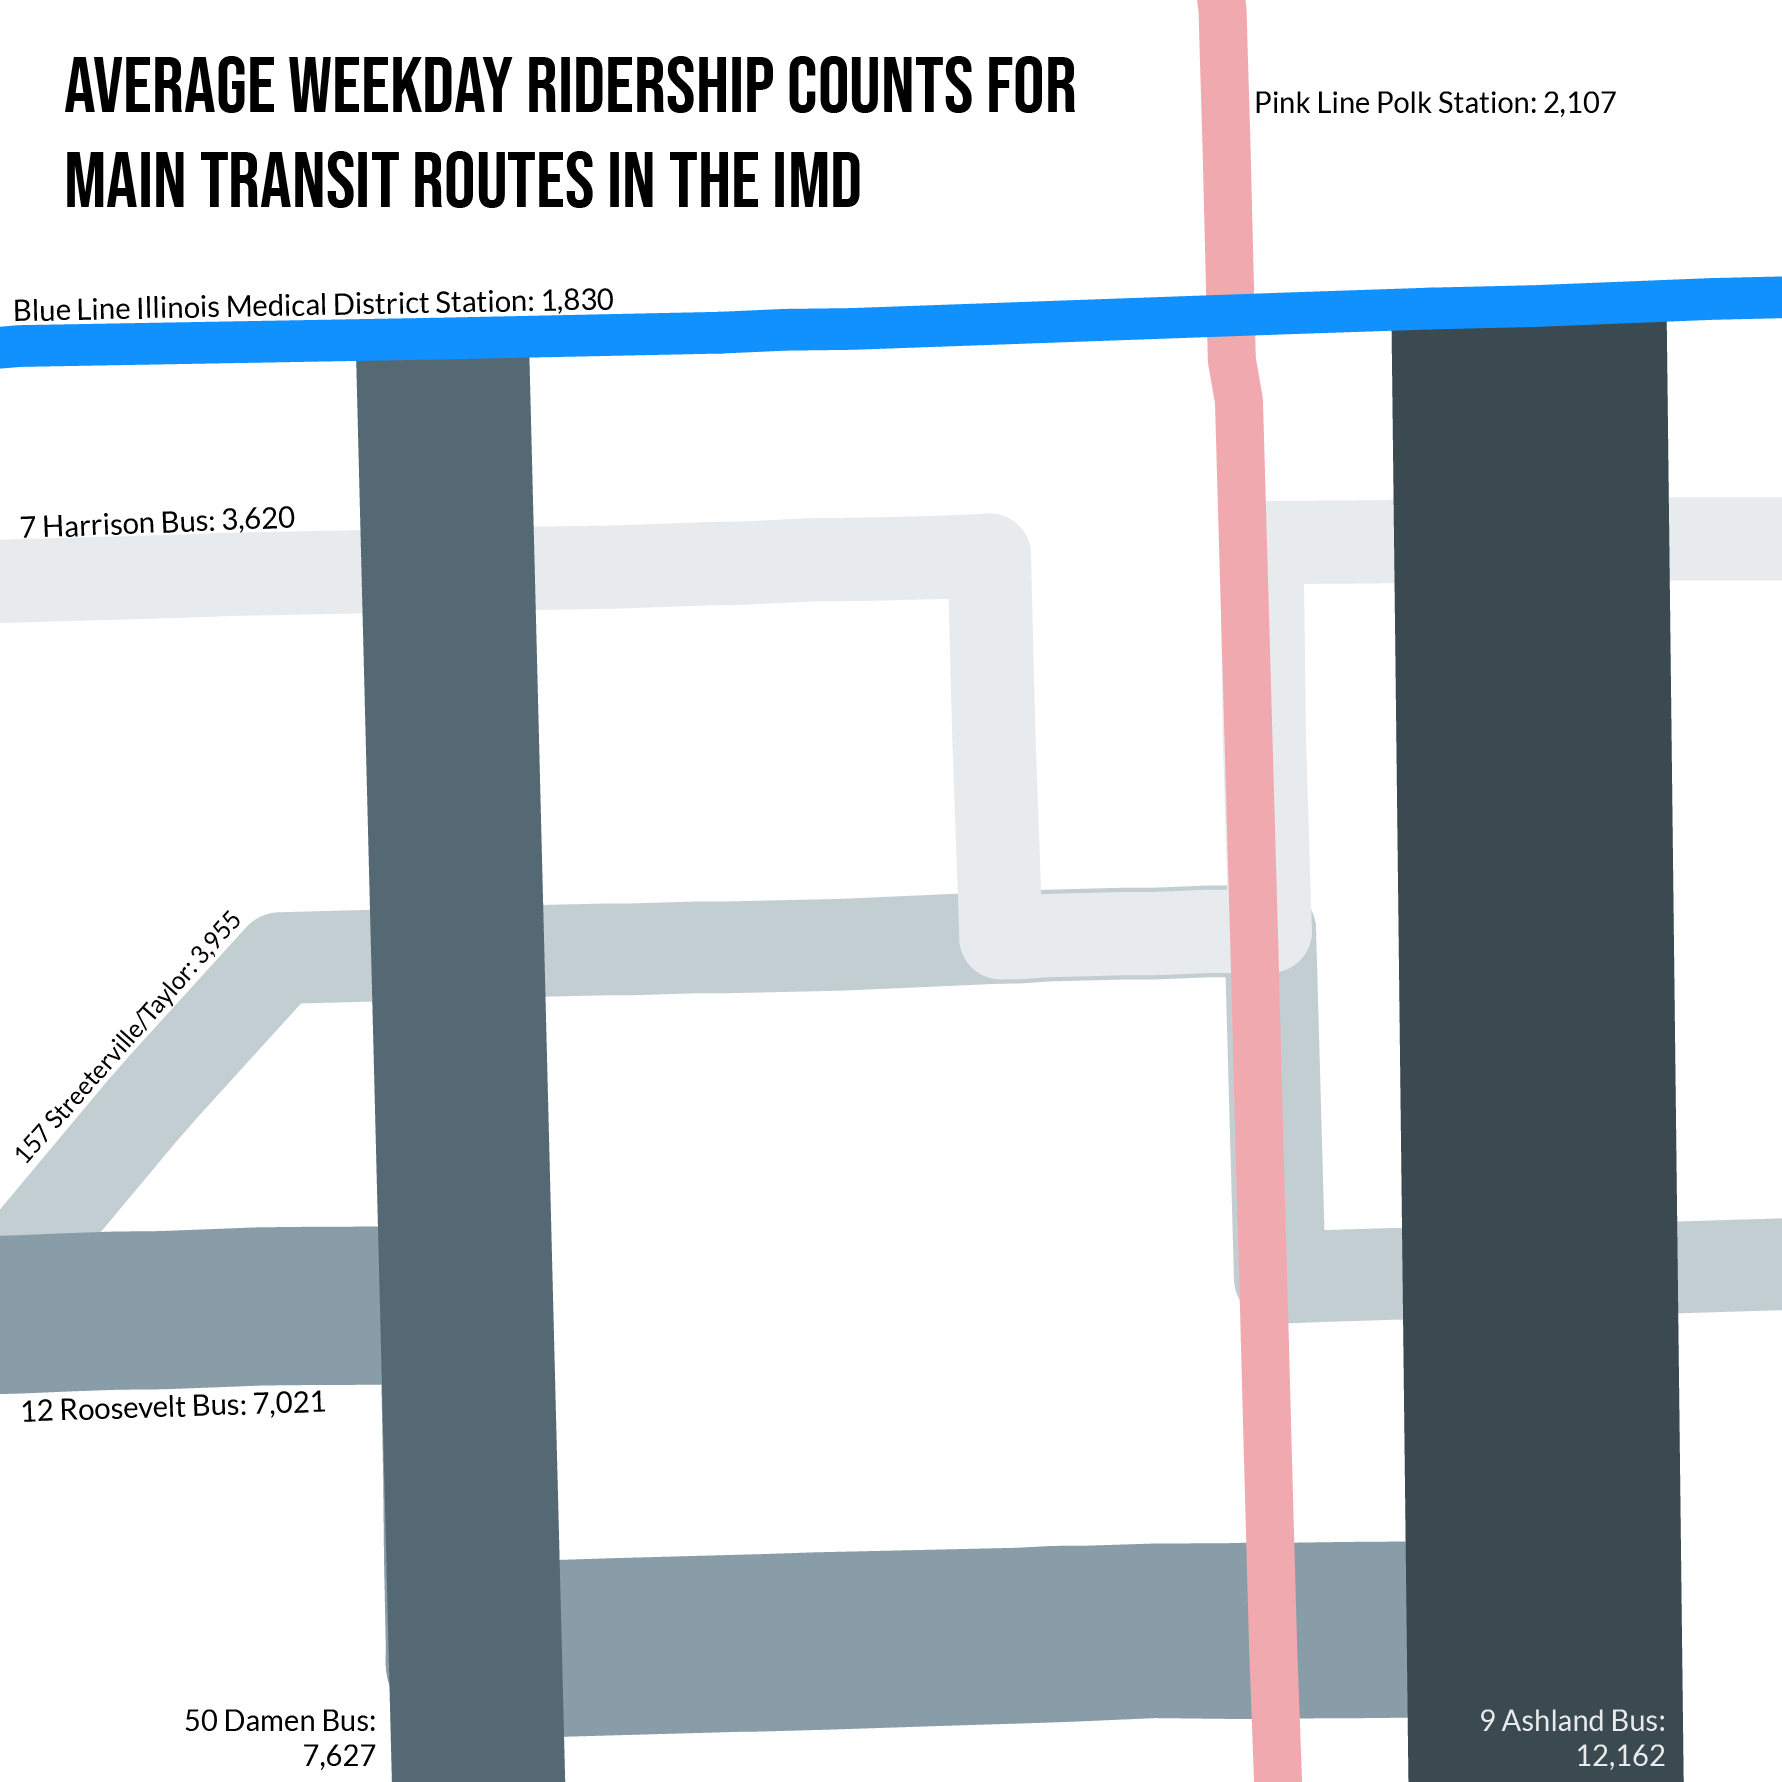 AVERAGE WEEKDAY RIDERSHIP COUNTS FOR
MAIN TRANSIT ROUTES IN THE IMD
Pink Line Polk Station: 2,107
Blue Line Illinois Medical District Station: 1,830
7 Harrison Bus: 3,620
157 Streeterville/Taylor: 3,955
12 Roosevelt Bus: 7,021
50 Damen Bus:
7,627
9 Ashland Bus:
12,162